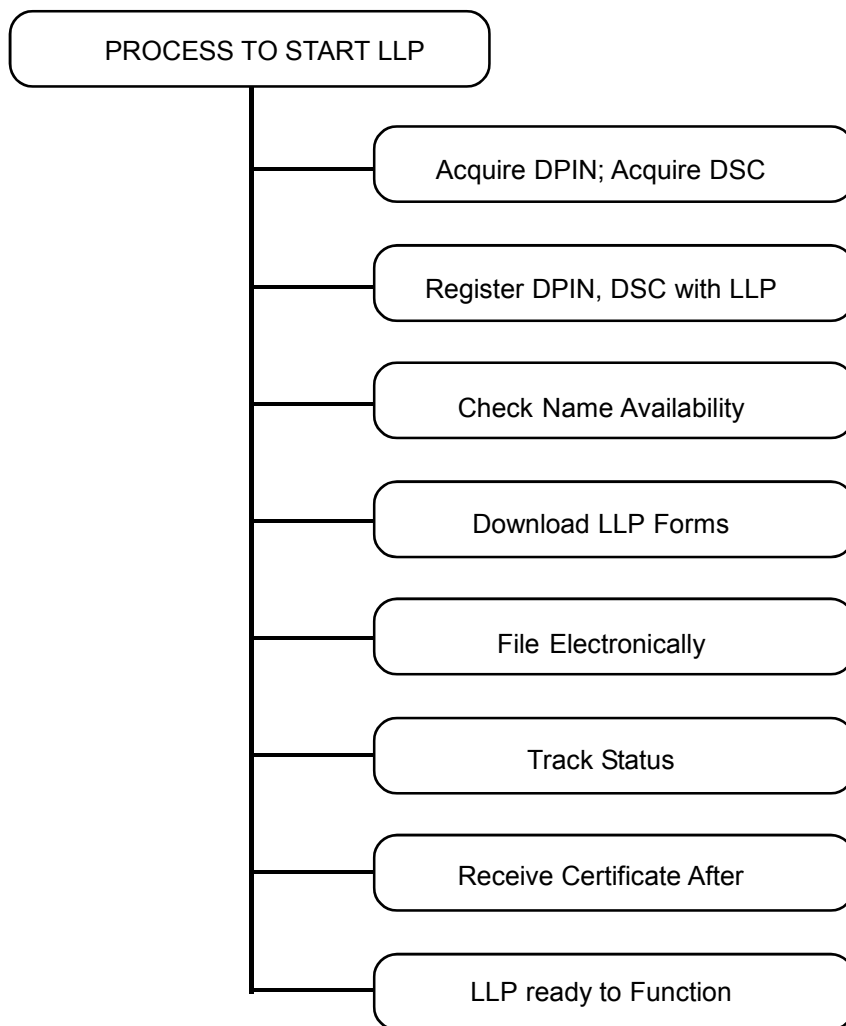 PROCESS TO START LLP
Acquire DPIN; Acquire DSC
Register DPIN, DSC with LLP
Check Name Availability
Download LLP Forms
File Electronically
Track Status
Receive Certificate After
LLP ready to Function